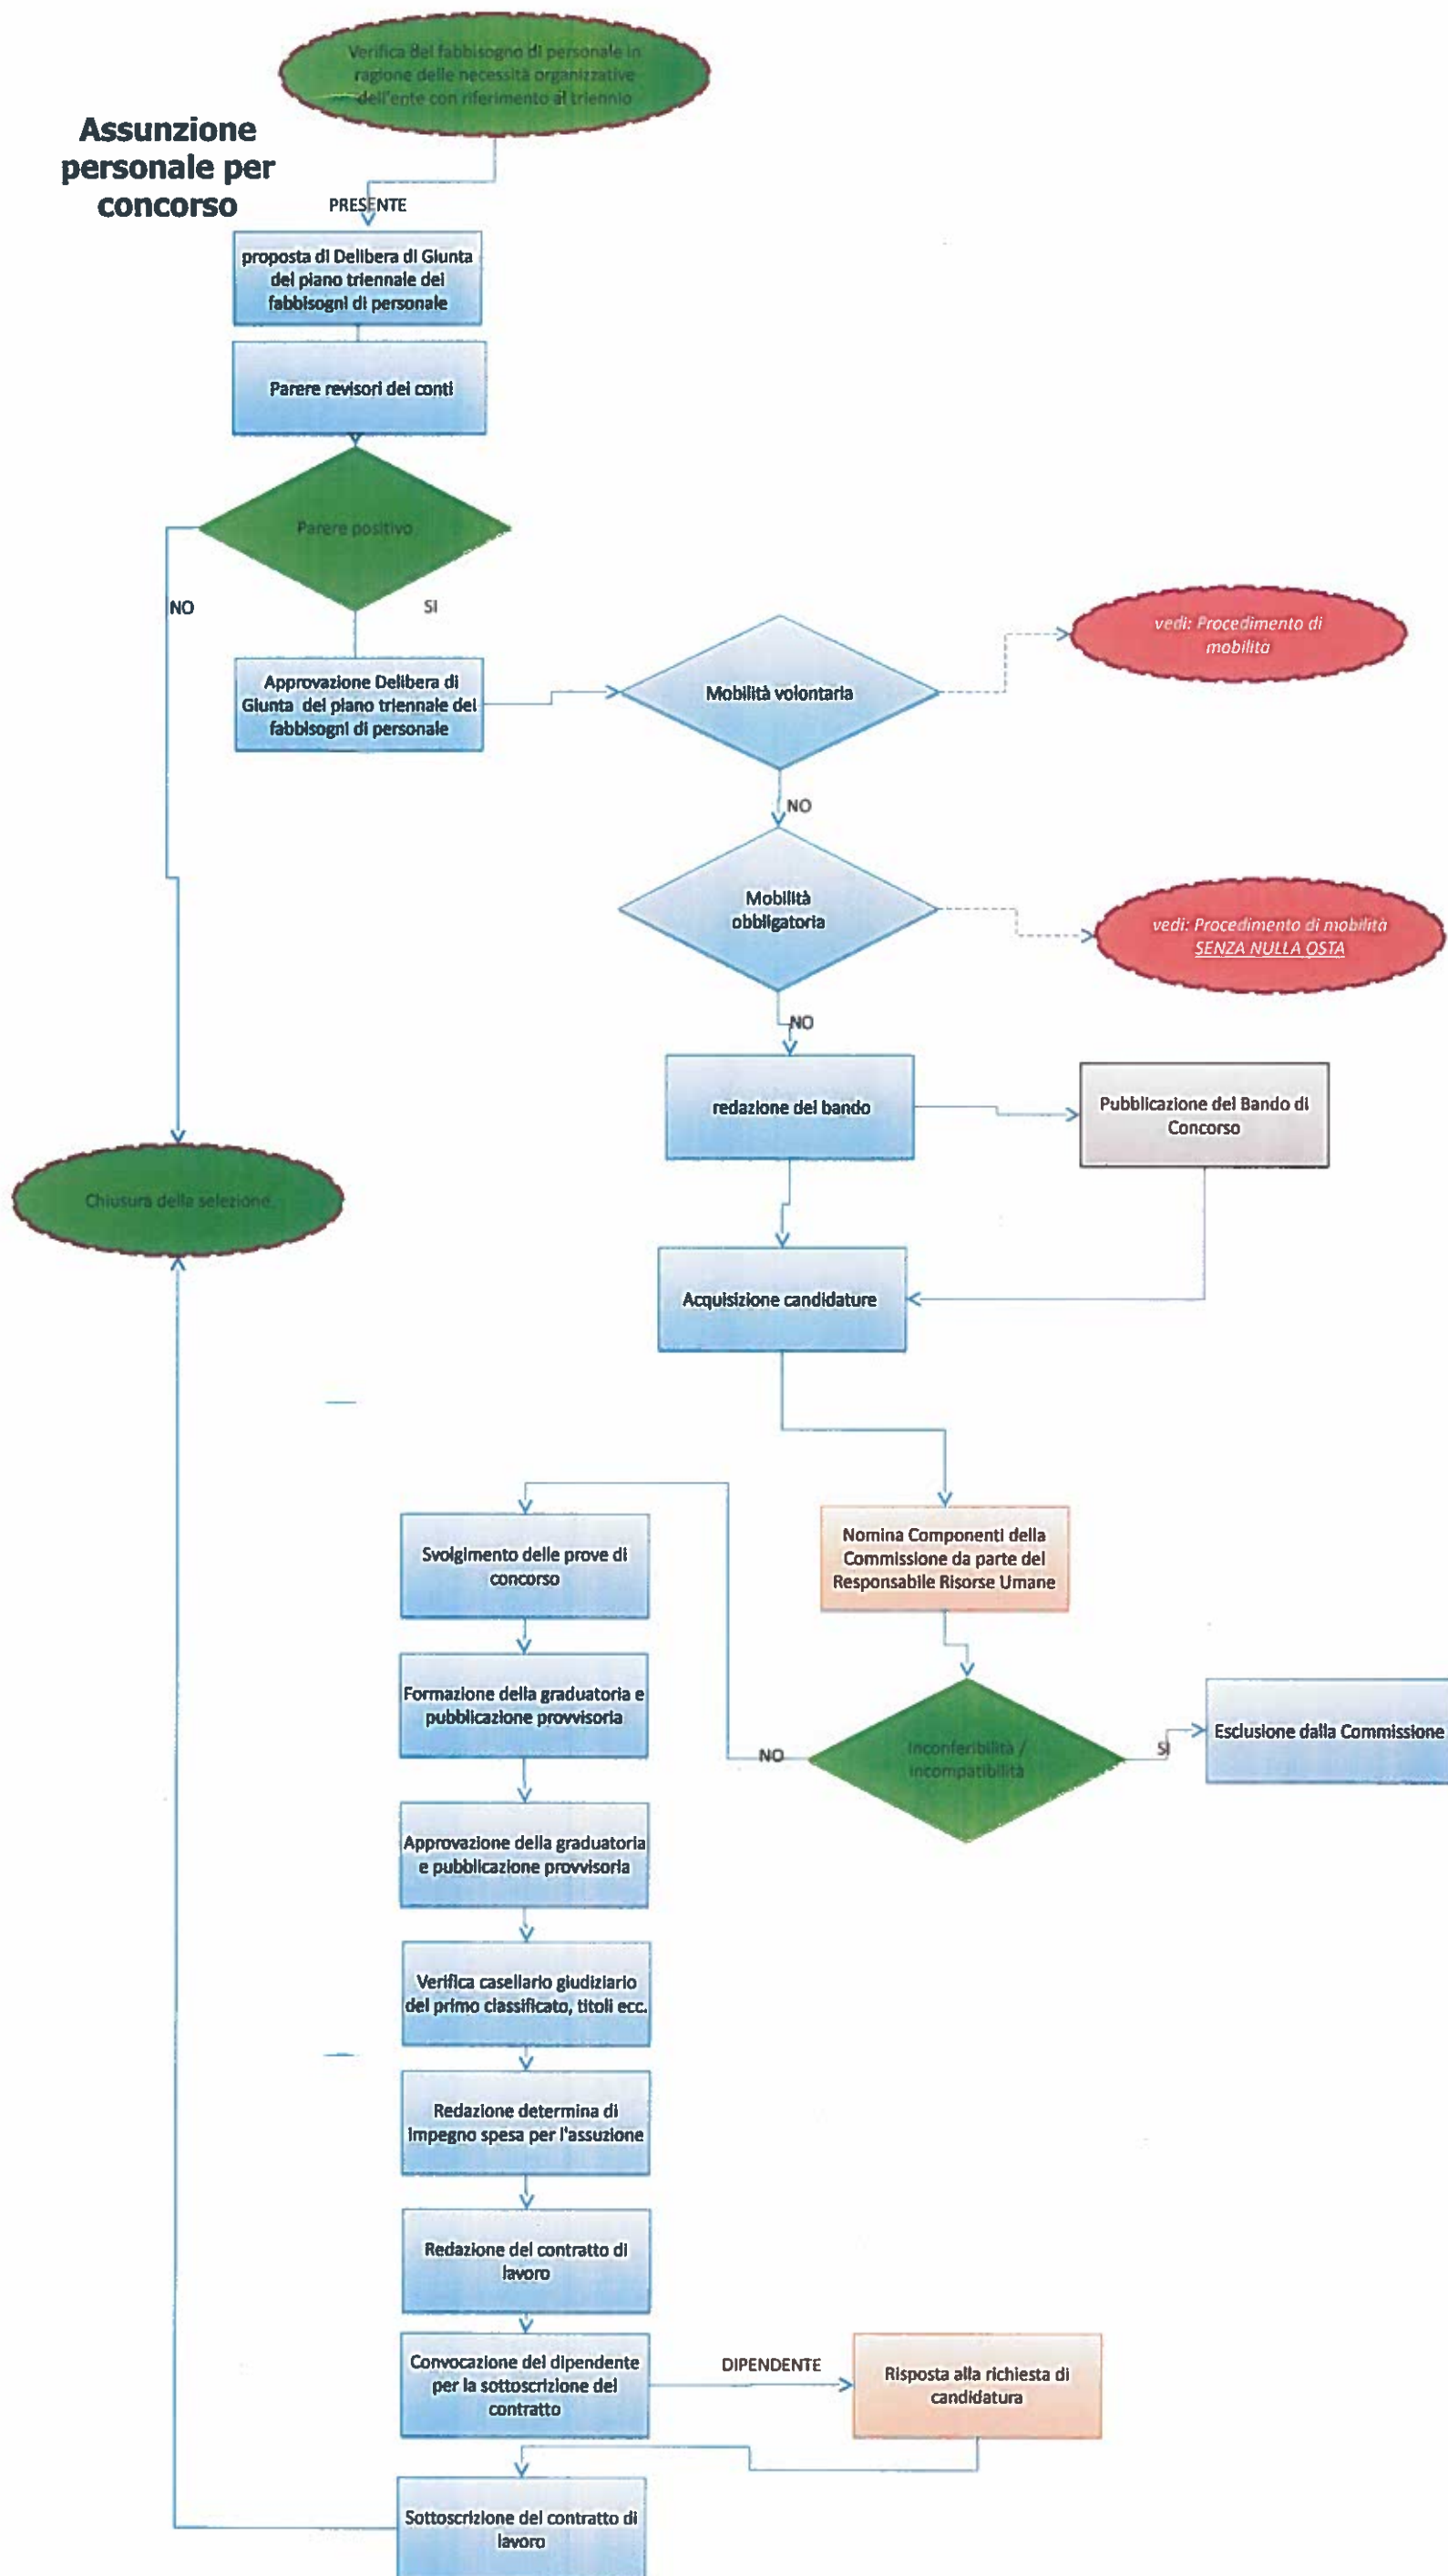 Verifica del fabbisogno di personale in
ragione delle necessità organizzative
dell'ente con riferimento al triennio
Assunzione
personale per
concorso
PRESENTE
proposta di Delibera di Giunta
del piano triennale dei
fabbisogni di personale
Parere revisori dei conti
Parere positivo
NO
SI
Approvazione Delibera di
Giunta del piano triennale dei
fabbisogni di personale
Mobilità volontaria
vedi: Procedimento di
mobilità
NO
Mobilità
obbligatoria
vedi: Procedimento di mobilità
SENZA NULLA OSTA
NO
redazione del bando
Pubblicazione del Bando di
Concorso
Chiusura della selezione
Acquisizione candidature
Svolgimento delle prove di
concorso
Nomina Componenti della
Commissione da parte del
Responsabile Risorse Umane
Formazione della graduatoria e
pubblicazione provvisoria
NO
Inconferibilità /
incompatibilità
SI
Esclusione dalla Commissione
Approvazione della graduatoria
e pubblicazione provvisoria
Verifica casellario giudiziario
del primo classificato, titoli ecc.
Redazione determina di
impegno spesa per l'assuzione
Redazione del contratto di
lavoro
Convocazione del dipendente
per la sottoscrizione del
contratto
DIPENDENTE
Risposta alla richiesta di
candidatura
Sottoscrizione del contratto di
lavoro